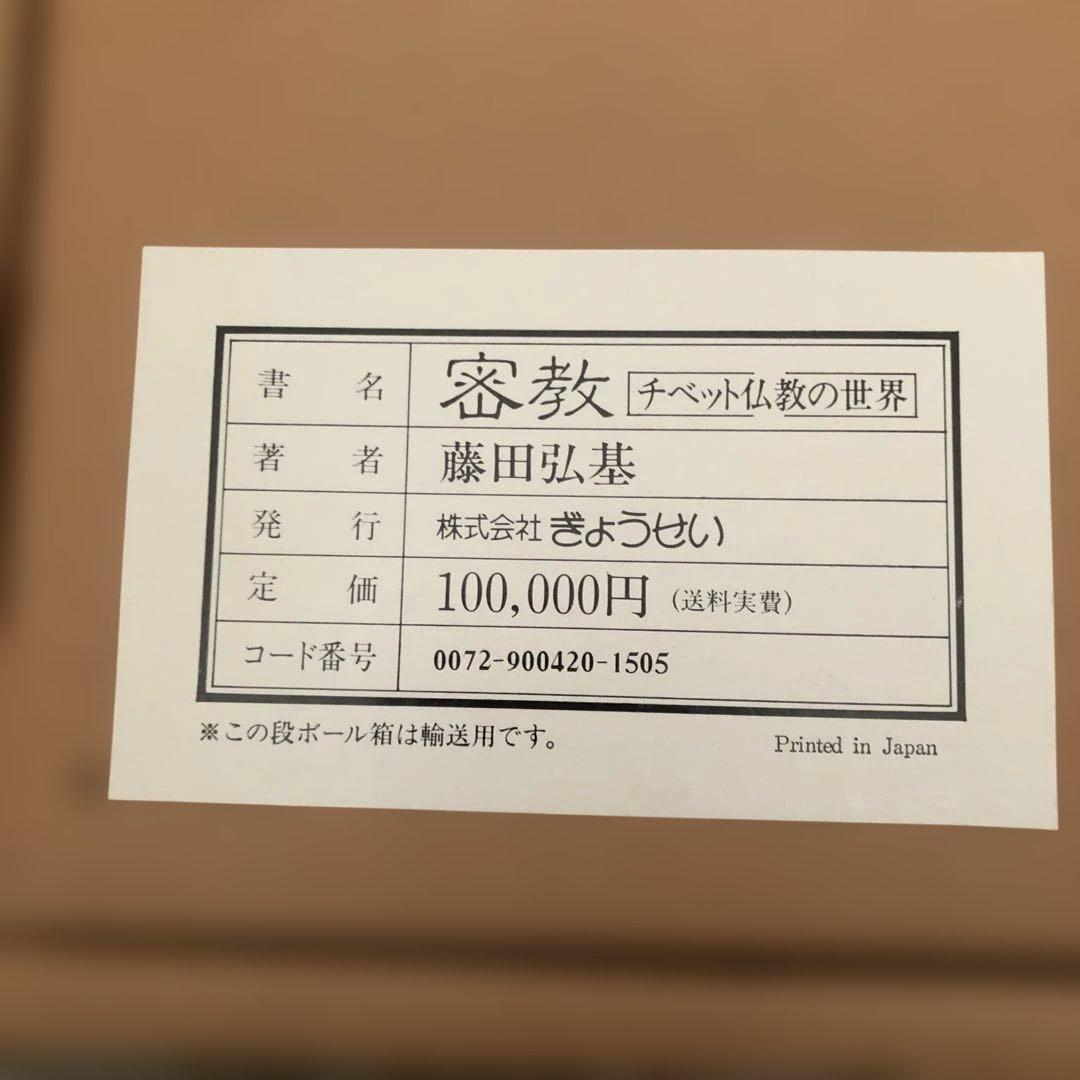 書名 密教 チベット仏教の世界
著者 藤田弘基
発行 株式会社ぎょうせい
定価 100,000円 (送料実費)
コード番号 0072-900420-1505
※この段ボール箱は輸送用です。 Printed in Japan